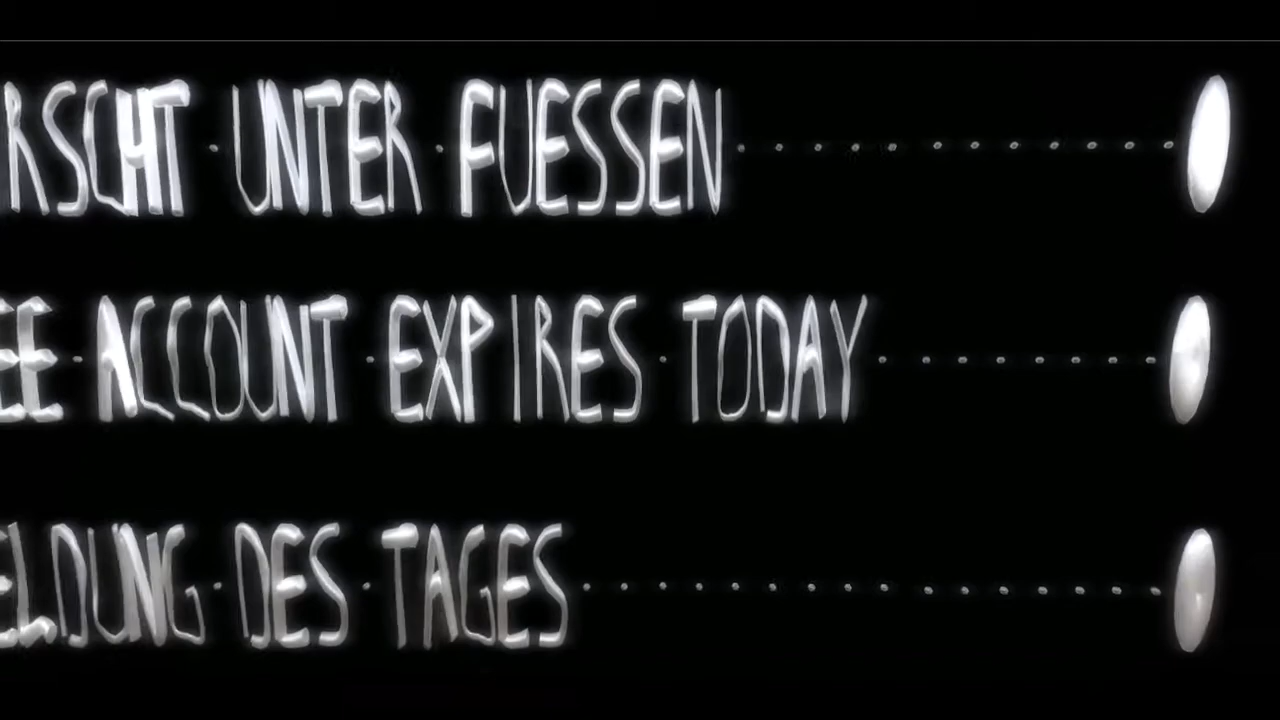 RSCHT UNTER FUESSEN
EE ACCOUNT EXPIRES TODAY
ELDUNG DES TAGES